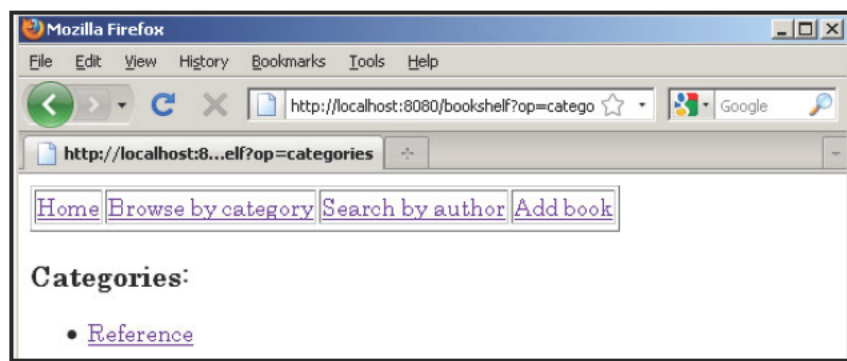 Mozilla Firefox
File Edit View History Bookmarks Tools Help
http://localhost:8080/bookshelf?op=catego Google
http://localhost:8...elf?op=categories
Home Browse by category Search by author Add book
Categories:
• Reference